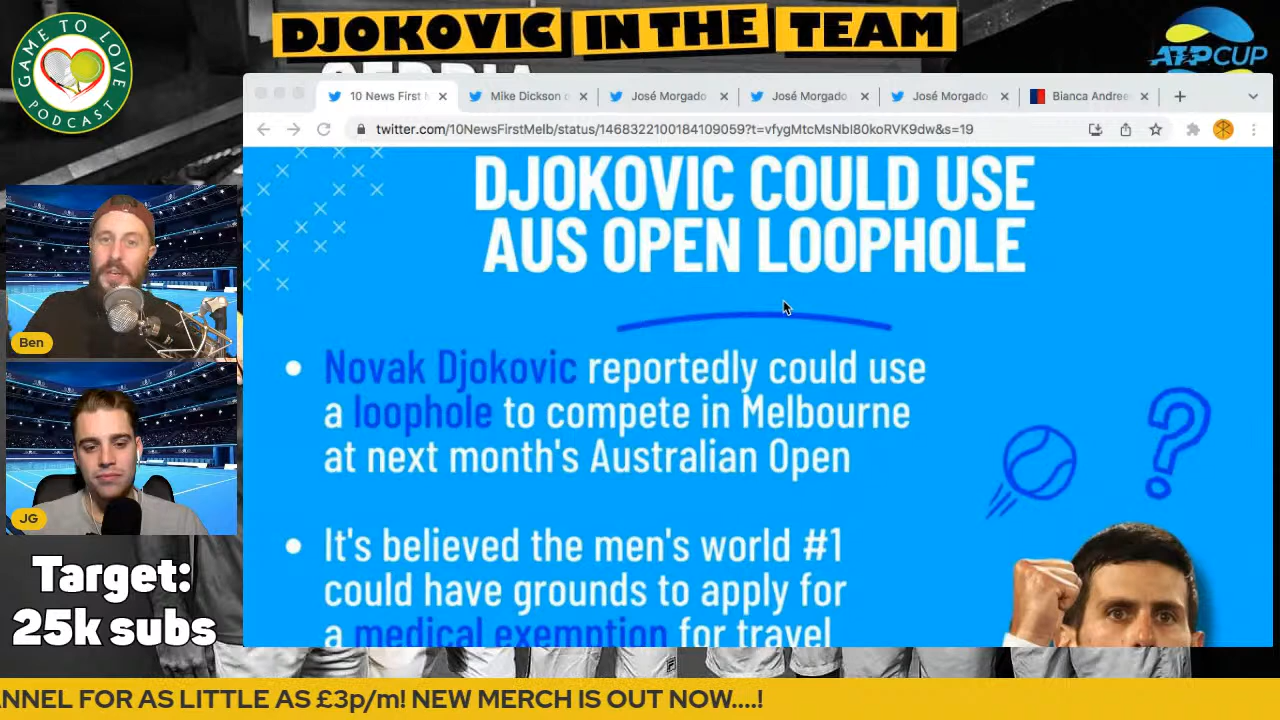 DJOKOVIC IN THE TEAM
GAME TO LOVE
PODCAST
ATPCUP
10 News First
Mike Dickson
José Morgado
José Morgado
José Morgado
Bianca Andree
twitter.com/10NewsFirstMelb/status/1468322100184109059?t=vfygMtcMsNbI80koRVK9dw&s=19
DJOKOVIC COULD USE
AUS OPEN LOOPHOLE
• Novak Djokovic reportedly could use
a loophole to compete in Melbourne
at next month's Australian Open
• It's believed the men's world #1
could have grounds to apply for
a medical exemption for travel
Ben
JG
Target:
25k subs
ANNEL FOR AS LITTLE AS £3p/m! NEW MERCH IS OUT NOW....!